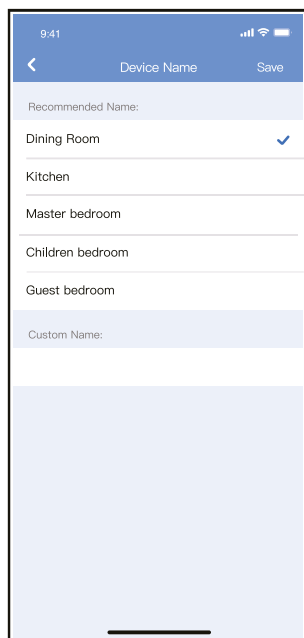 9:41
Device Name
Save
Recommended Name:
Dining Room
Kitchen
Master bedroom
Children bedroom
Guest bedroom
Custom Name: